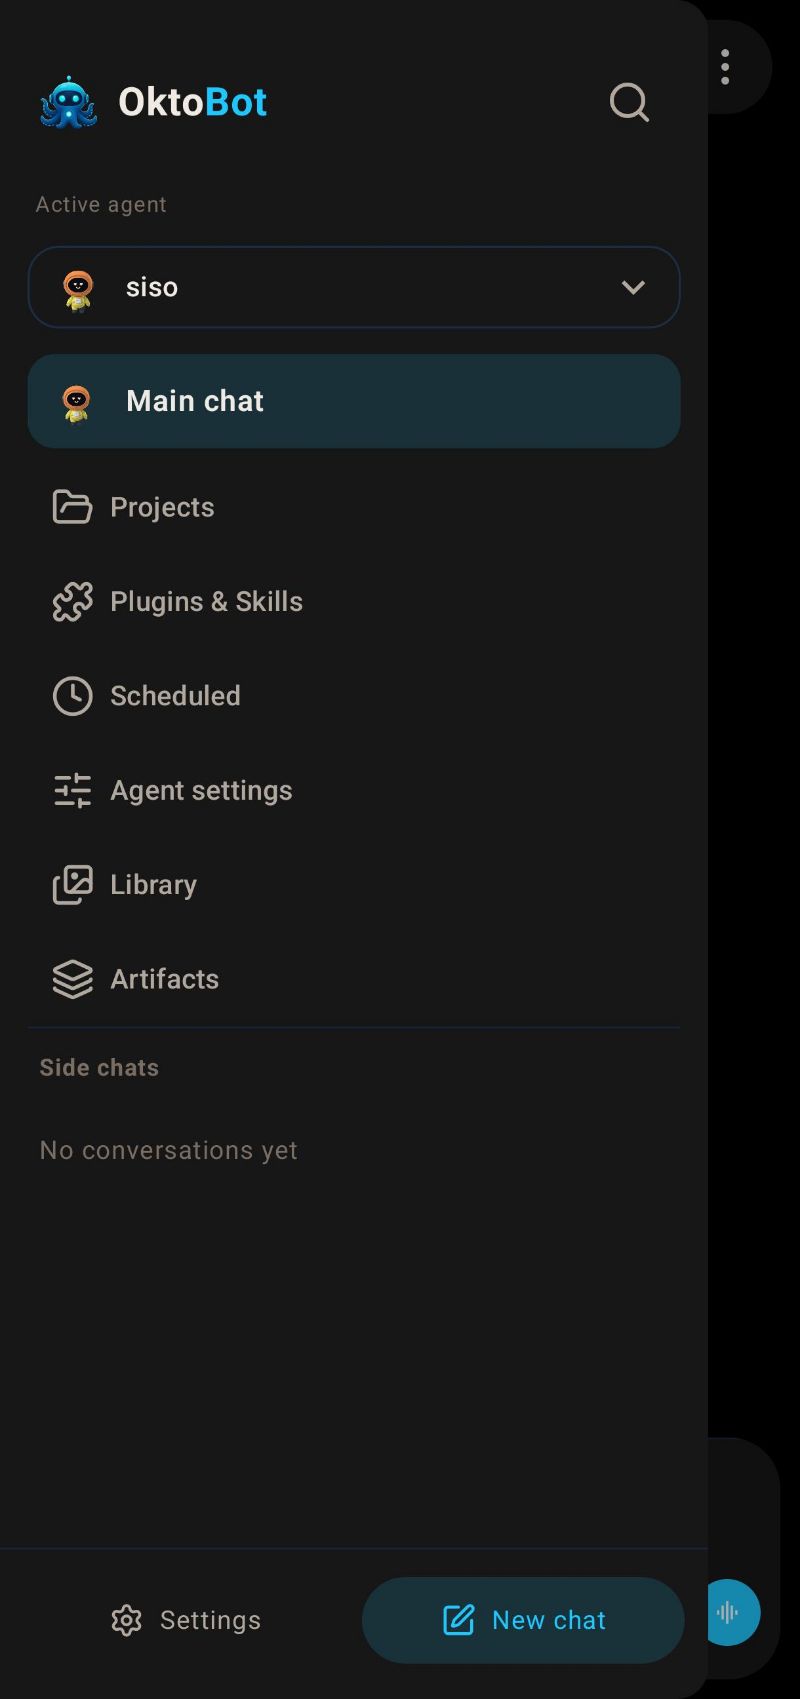 OktoBot
Active agent
siso
Main chat
Projects
Plugins & Skills
Scheduled
Agent settings
Library
Artifacts
Side chats
No conversations yet
Settings
New chat